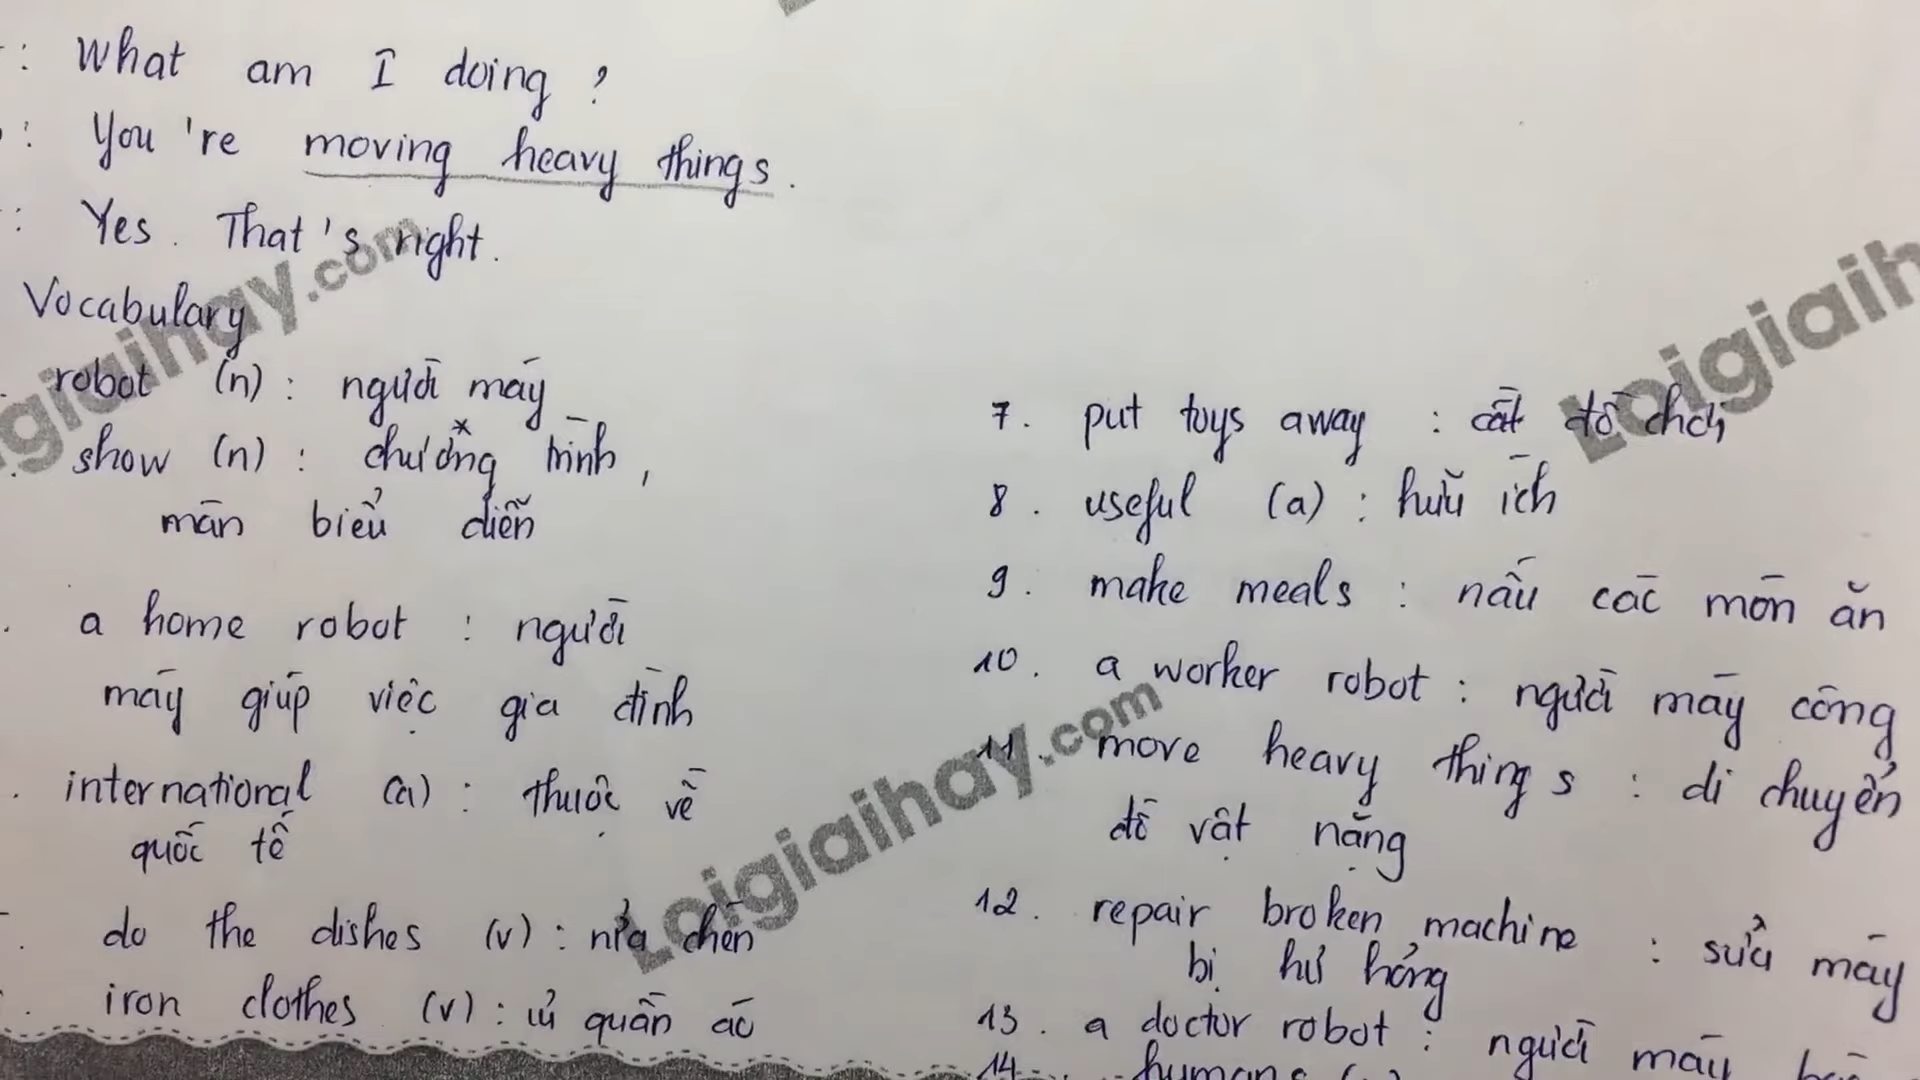 : What am I doing ?
: You 're moving heavy things.
: Yes. That's right.
Vocabulary
robot (n) : người máy
show (n) : chương trình,
màn biểu diễn
a home robot : người
máy giúp việc gia đình
international (a) : thuộc về
quốc tế
do the dishes (v) : rửa chén
iron clothes (v) : ủi quần áo
7. put toys away : cất đồ chơi
8. useful (a) : hữu ích
9. make meals : nấu các món ăn
10. a worker robot : người máy công
11. move heavy things : di chuyển
đồ vật nặng
12. repair broken machine : sửa máy
bị hư hỏng
13. a doctor robot : người máy
14. humans
Loigiaihay.com